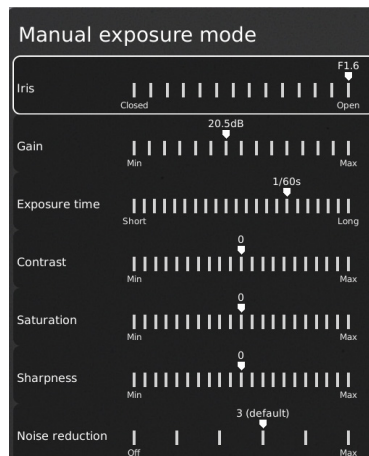 Manual exposure mode
F1.6
Iris
Closed Open
20.5dB
Gain
Min Max
1/60s
Exposure time
Short Long
0
Contrast
Min Max
0
Saturation
Min Max
0
Sharpness
Min Max
3 (default)
Noise reduction
Off Max